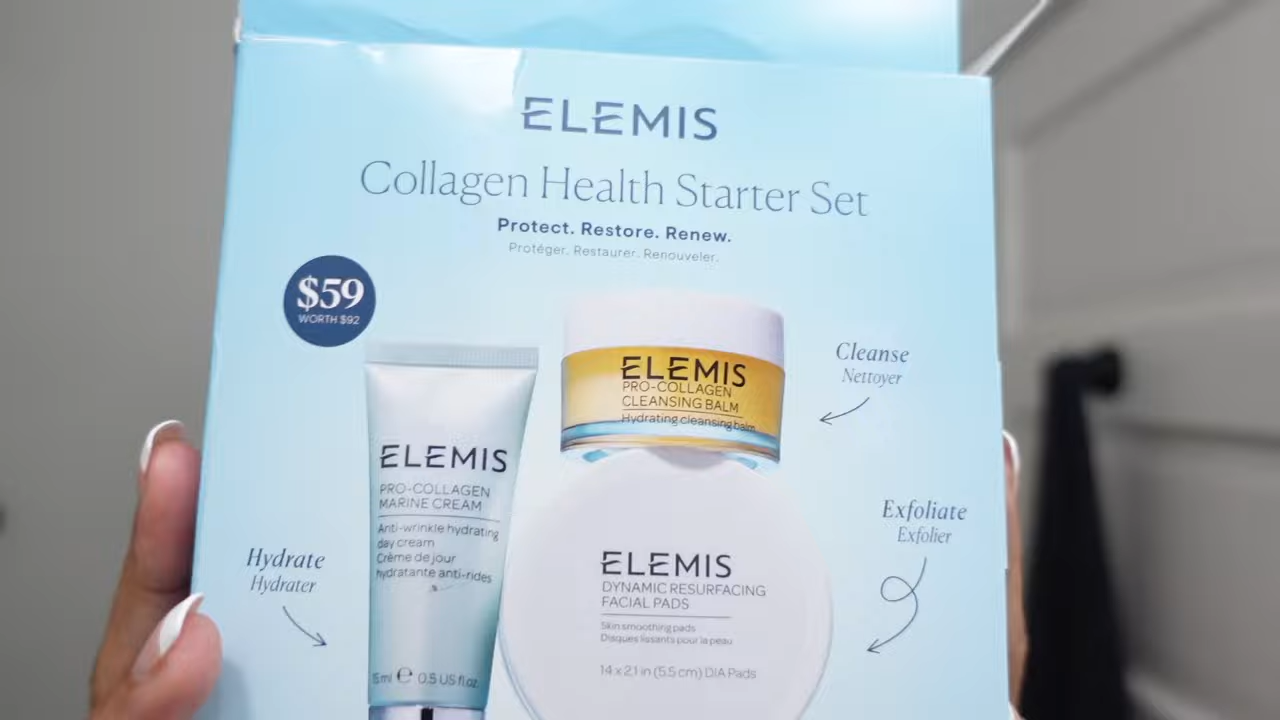 ELEMIS
Collagen Health Starter Set
Protect. Restore. Renew.
Protéger. Restaurer. Renouveler.
$59
WORTH $92
ELEMIS
PRO-COLLAGEN
CLEANSING BALM
Hydrating cleansing balm
Cleanse
Nettoyer
ELEMIS
PRO-COLLAGEN
MARINE CREAM
Anti-wrinkle hydrating
day cream
Crème de jour
hydratante anti-rides
5ml e 0.5 US fl.oz.
Hydrate
Hydrater
Exfoliate
Exfolier
ELEMIS
DYNAMIC RESURFACING
FACIAL PADS
Skin smoothing pads
Disques lissants pour la peau
14 x 2.1 in (5.5 cm) DIA Pads